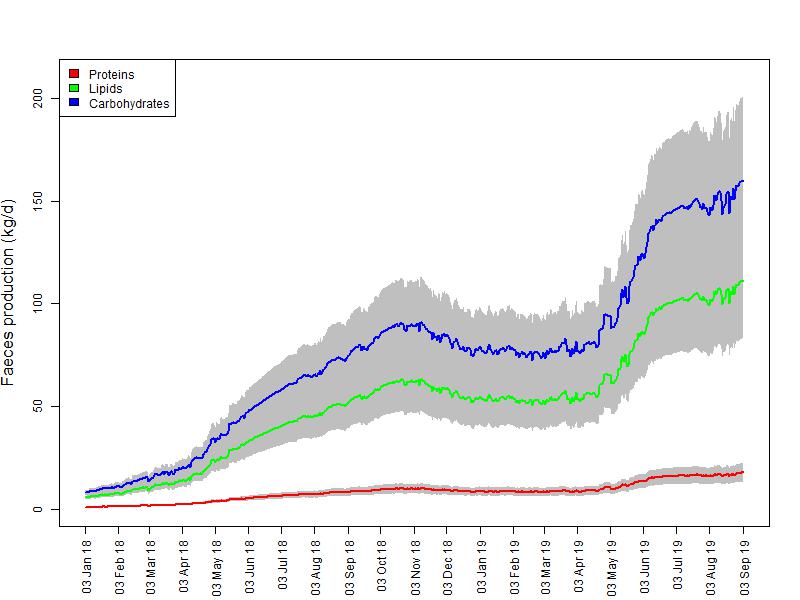 Proteins
Lipids
Carbohydrates
Faeces production (kg/d)
200
150
100
50
0
03 Jan 18
03 Feb 18
03 Mar 18
03 Apr 18
03 May 18
03 Jun 18
03 Jul 18
03 Aug 18
03 Sep 18
03 Oct 18
03 Nov 18
03 Dec 18
03 Jan 19
03 Feb 19
03 Mar 19
03 Apr 19
03 May 19
03 Jun 19
03 Jul 19
03 Aug 19
03 Sep 19